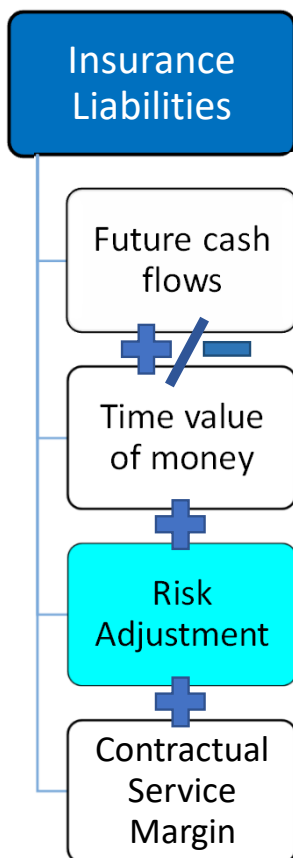 Insurance
Liabilities
Future cash
flows
Time value
of money
Risk
Adjustment
Contractual
Service
Margin